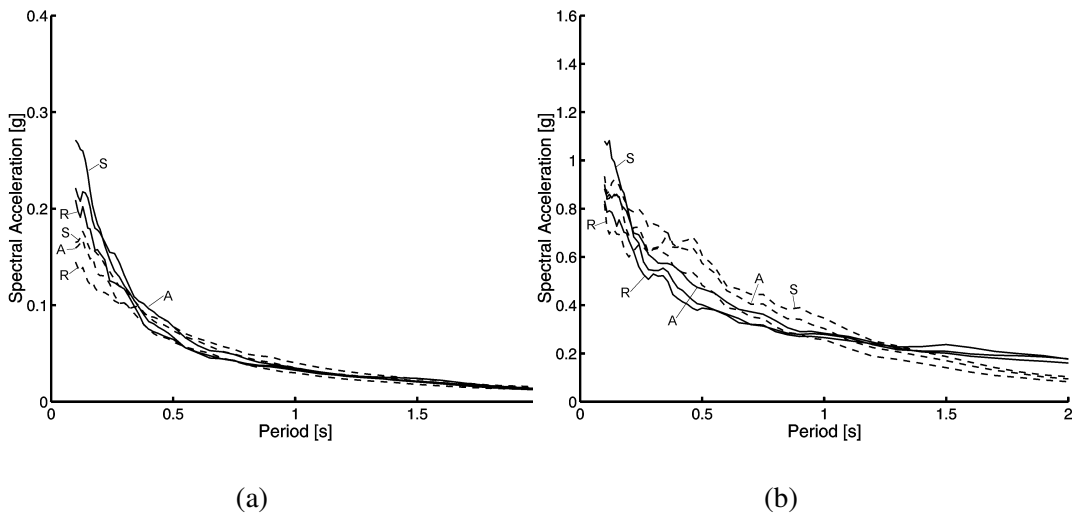 0.4
0.3
0.2
0.1
0
Spectral Acceleration [g]
S
R
S
A
R
A
0 0.5 1 1.5
Period [s]
(a)
1.6
1.4
1.2
1
0.8
0.6
0.4
0.2
0
Spectral Acceleration [g]
S
R
R
A
A
S
0 0.5 1 1.5 2
Period [s]
(b)